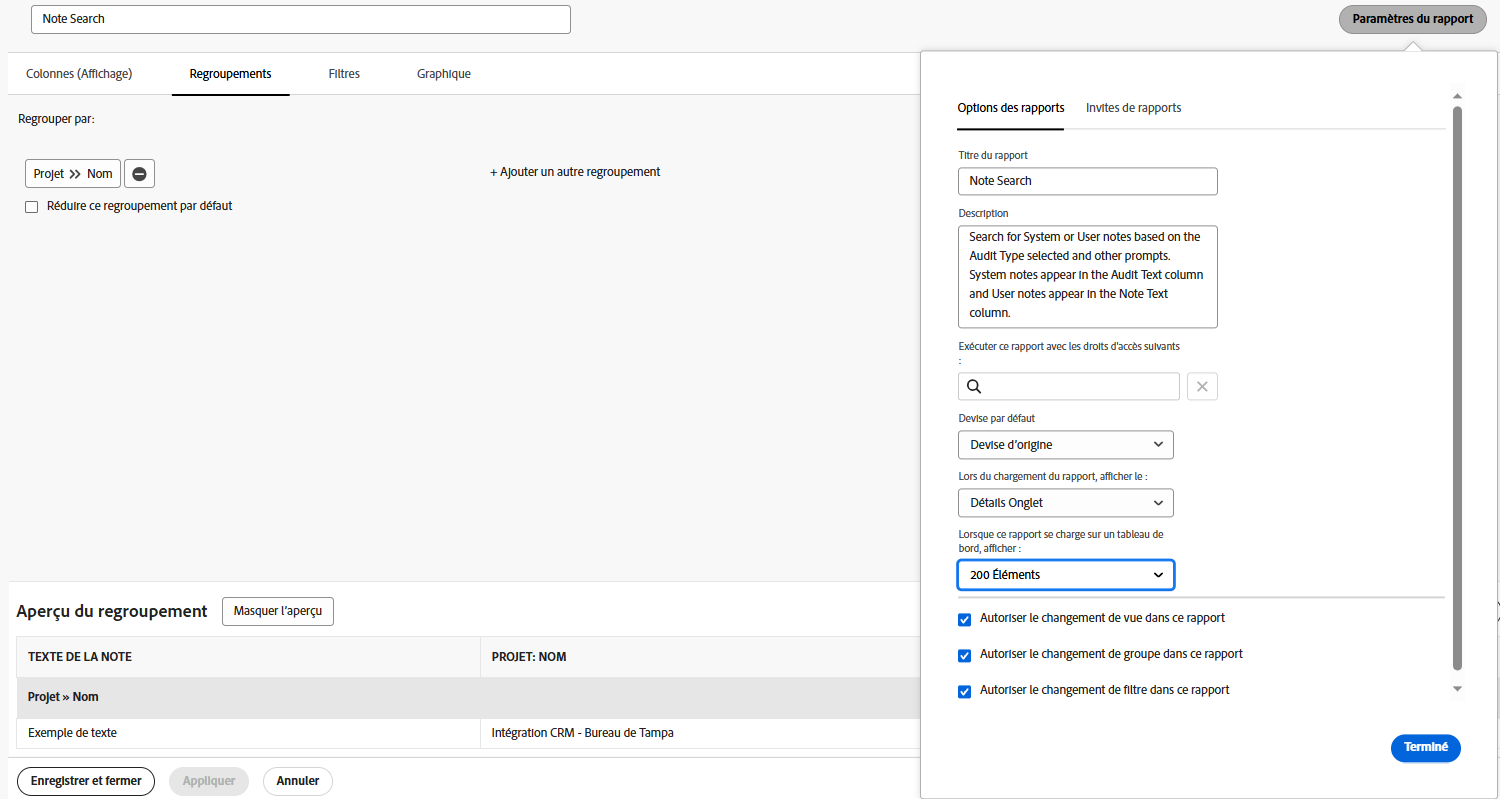 Note Search
Paramètres du rapport
Colonnes (Affichage)
Regroupements
Filtres
Graphique
Regrouper par:
Projet >> Nom
+ Ajouter un autre regroupement
Réduire ce regroupement par défaut
Options des rapports
Invites de rapports
Titre du rapport
Note Search
Description
Search for System or User notes based on the
Audit Type selected and other prompts.
System notes appear in the Audit Text column
and User notes appear in the Note Text
column.
Exécuter ce rapport avec les droits d'accès suivants
:
Devise par défaut
Devise d'origine
Lors du chargement du rapport, afficher le :
Détails Onglet
Lorsque ce rapport se charge sur un tableau de
bord, afficher :
200 Éléments
Autoriser le changement de vue dans ce rapport
Autoriser le changement de groupe dans ce rapport
Autoriser le changement de filtre dans ce rapport
Terminé
Aperçu du regroupement
Masquer l'aperçu
TEXTE DE LA NOTE
PROJET: NOM
Projet » Nom
Exemple de texte
Intégration CRM - Bureau de Tampa
Enregistrer et fermer
Appliquer
Annuler